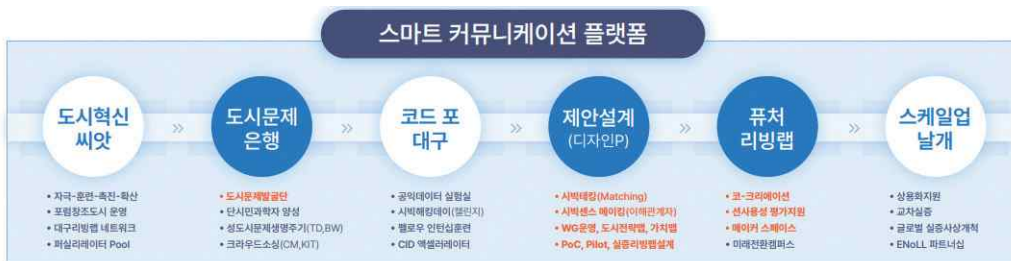 스마트 커뮤니케이션 플랫폼
도시혁신
씨앗
»
도시문제
은행
»
코드 포
대구
»
제안설계
(디자인P)
»
퓨처
리빙랩
»
스케일업
날개
• 자극-훈련-촉진-확산
• 포럼창조도시 운영
• 대구리빙랩 네트워크
• 퍼실리레이터 Pool
• 도시문제발굴단
• 단시민과학자 양성
• 성도시문제생명주기(TD,BW)
• 크라우드소싱(CM,KIT)
• 공익데이터 실험실
• 시빅해킹데이(챌린지)
• 펠로우 인턴십훈련
• CID 액셀러레이터
• 시빅테킹(Matching)
• 시빅센스 메이킹(이해관계자)
• WG운영, 도시전략맵, 가치맵
• PoC, Pilot, 실증리빙랩설계
• 코-크리에이션
• 선사용성 평가지원
• 메이커 스페이스
• 미래전환캠퍼스
• 상용화지원
• 교차실증
• 글로벌 실증사상개척
• ENoLL 파트너십